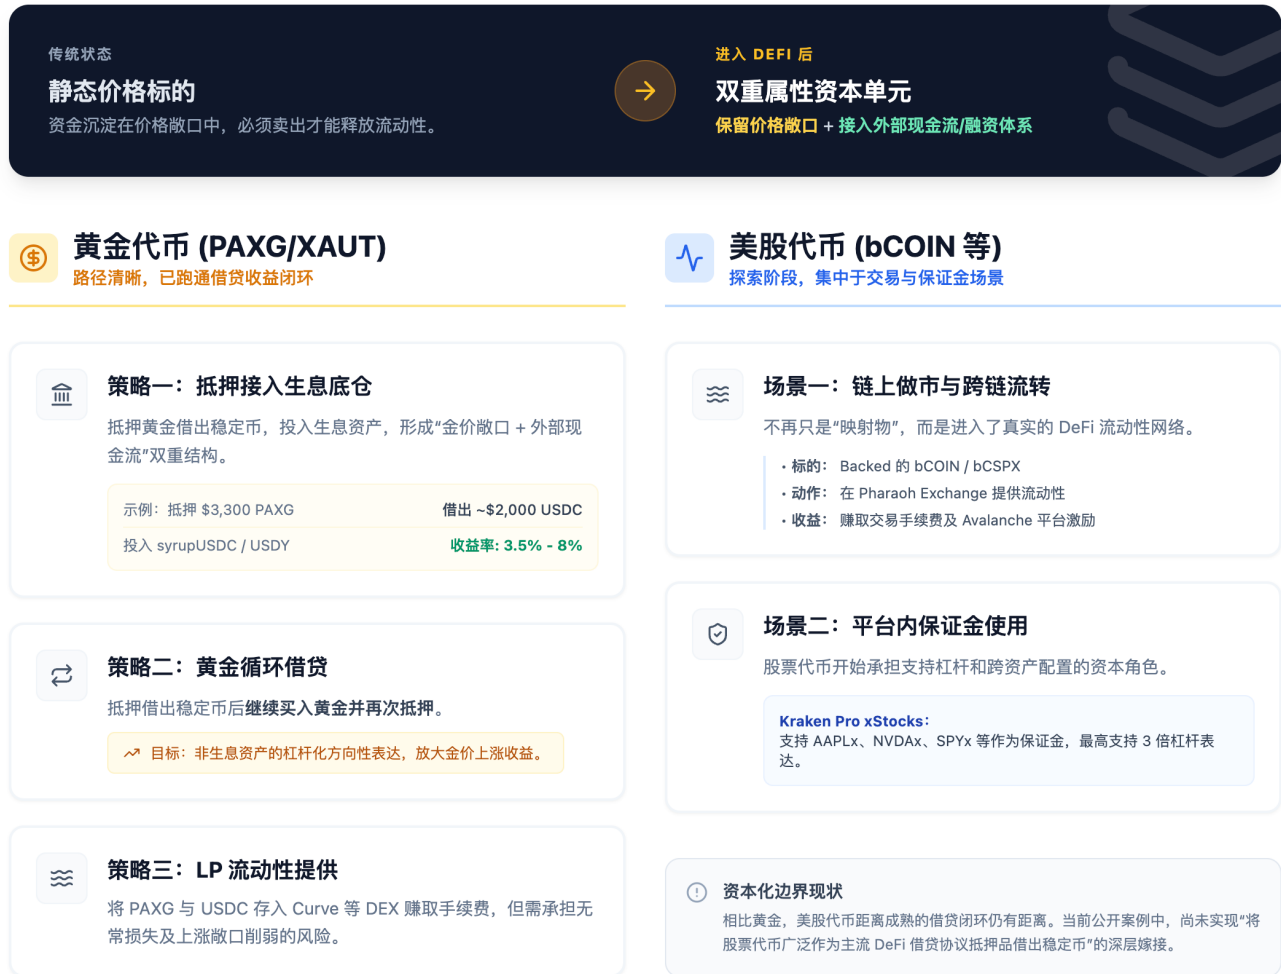 传统状态
静态价格标的
资金沉淀在价格敞口中，必须卖出才能释放流动性。
进入 DEFI 后
双重属性资本单元
保留价格敞口 + 接入外部现金流/融资体系
黄金代币 (PAXG/XAUT)
路径清晰，已跑通借贷收益闭环
策略一：抵押接入生息底仓
抵押黄金借出稳定币，投入生息资产，形成“金价敞口 + 外部现
金流”双重结构。
示例：抵押 $3,300 PAXG 借出 ~$2,000 USDC
投入 syrupUSDC / USDY 收益率: 3.5% - 8%
策略二：黄金循环借贷
抵押借出稳定币后继续买入黄金并再次抵押。
目标：非生息资产的杠杆化方向性表达，放大金价上涨收益。
策略三：LP 流动性提供
将 PAXG 与 USDC 存入 Curve 等 DEX 赚取手续费，但需承担无
常损失及上涨敞口削弱的风险。
美股代币 (bCOIN 等)
探索阶段，集中于交易与保证金场景
场景一：链上做市与跨链流转
不再只是“映射物”，而是进入了真实的 DeFi 流动性网络。
• 标的： Backed 的 bCOIN / bCSPX
• 动作： 在 Pharaoh Exchange 提供流动性
• 收益： 赚取交易手续费及 Avalanche 平台激励
场景二：平台内保证金使用
股票代币开始承担支持杠杆和跨资产配置的资本角色。
Kraken Pro xStocks：
支持 AAPLx、NVDAx、SPYx 等作为保证金，最高支持 3 倍杠杆表
达。
资本化边界现状
相比黄金，美股代币距离成熟的借贷闭环仍有距离。当前公开案例中，尚未实现“将
股票代币广泛作为主流 DeFi 借贷协议抵押品借出稳定币”的深层嫁接。